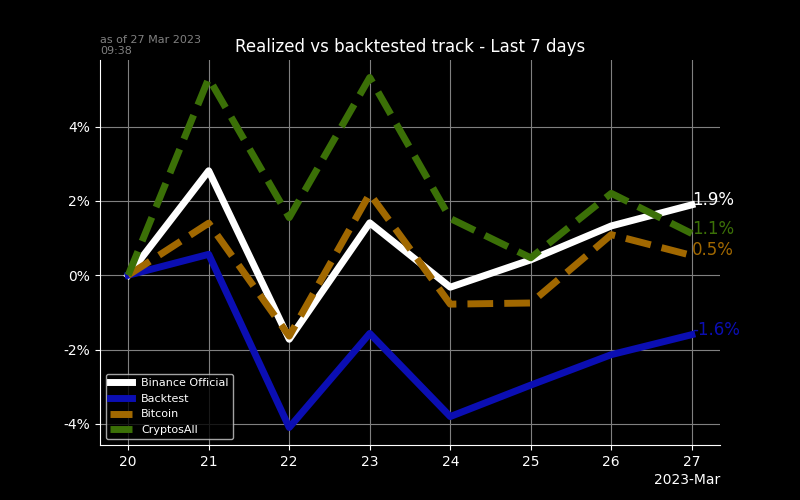 as of 27 Mar 2023
09:38
Realized vs backtested track - Last 7 days
4%
2%
0%
-2%
-4%
1.9%
1.1%
0.5%
-1.6%
Binance Official
Backtest
Bitcoin
CryptosAll
20 21 22 23 24 25 26 27
2023-Mar